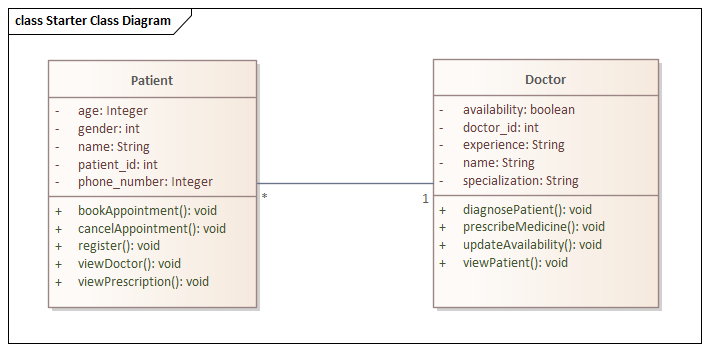 class Starter Class Diagram
Patient
- age: Integer
- gender: int
- name: String
- patient_id: int
- phone_number: Integer
+ bookAppointment(): void
+ cancelAppointment(): void
+ register(): void
+ viewDoctor(): void
+ viewPrescription(): void
* 1
Doctor
- availability: boolean
- doctor_id: int
- experience: String
- name: String
- specialization: String
+ diagnosePatient(): void
+ prescribeMedicine(): void
+ updateAvailability(): void
+ viewPatient(): void